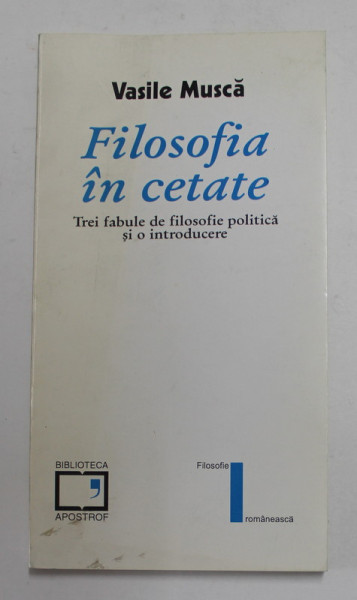 Vasile Muscă
Filosofia
în cetate
Trei fabule de filosofie politică
și o introducere
BIBLIOTECA
APOSTROF
Filosofie
românească